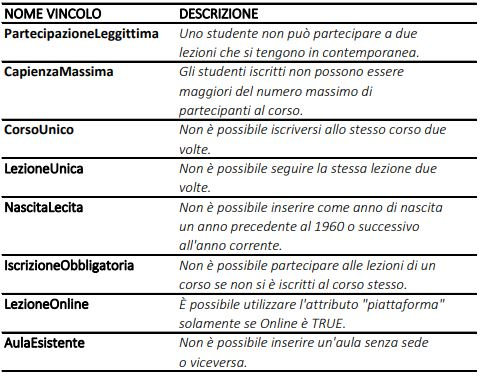 NOME VINCOLO DESCRIZIONE
PartecipazioneLeggittima Uno studente non può partecipare a due
lezioni che si tengono in contemporanea.
CapienzaMassima Gli studenti iscritti non possono essere
maggiori del numero massimo di
partecipanti al corso.
CorsoUnico Non è possibile iscriversi allo stesso corso due
volte.
LezioneUnica Non è possibile seguire la stessa lezione due
volte.
NascitaLecita Non è possibile inserire come anno di nascita
un anno precedente al 1960 o successivo
all'anno corrente.
IscrizioneObbligatoria Non è possibile partecipare alle lezioni di un
corso se non si è iscritti al corso stesso.
LezioneOnline È possibile utilizzare l'attributo "piattaforma"
solamente se Online è TRUE.
AulaEsistente Non è possibile inserire un'aula senza sede
o viceversa.